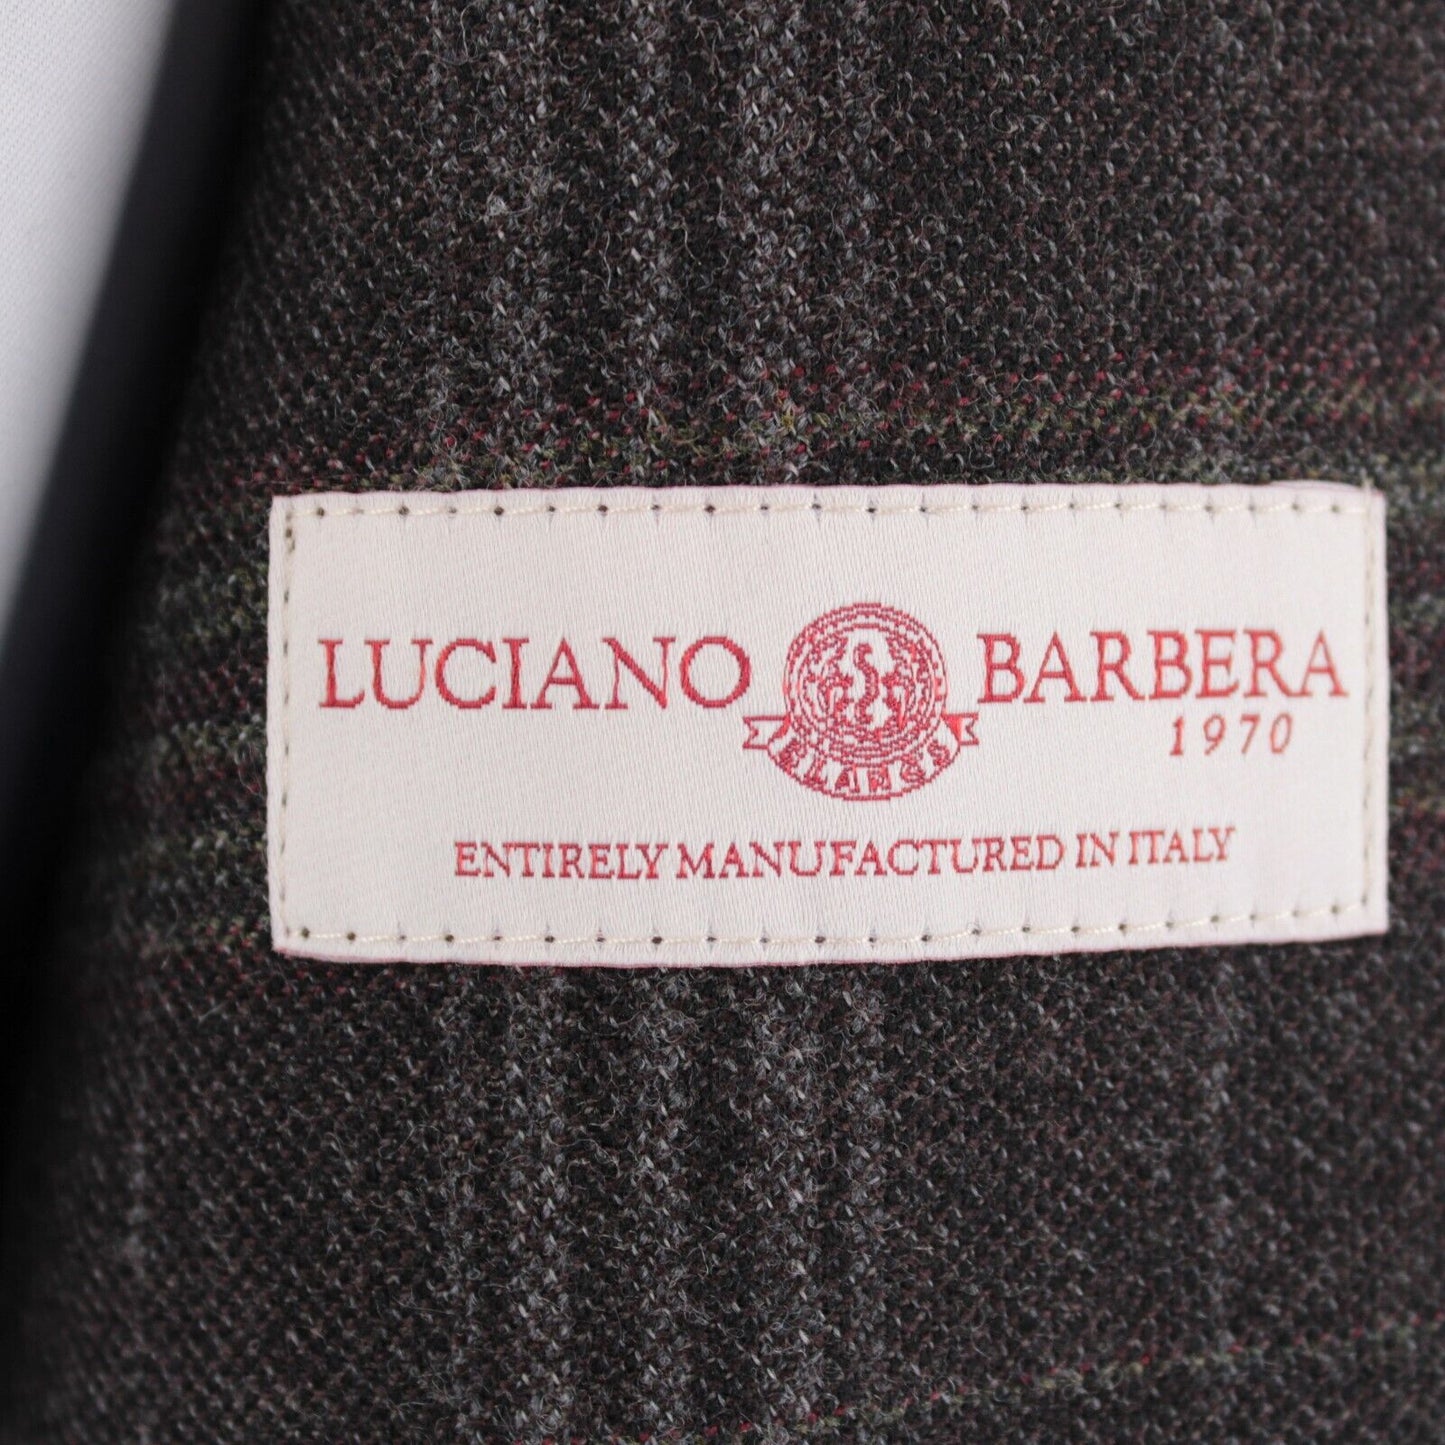 LUCIANO BARBERA
1970
ENTIRELY MANUFACTURED IN ITALY